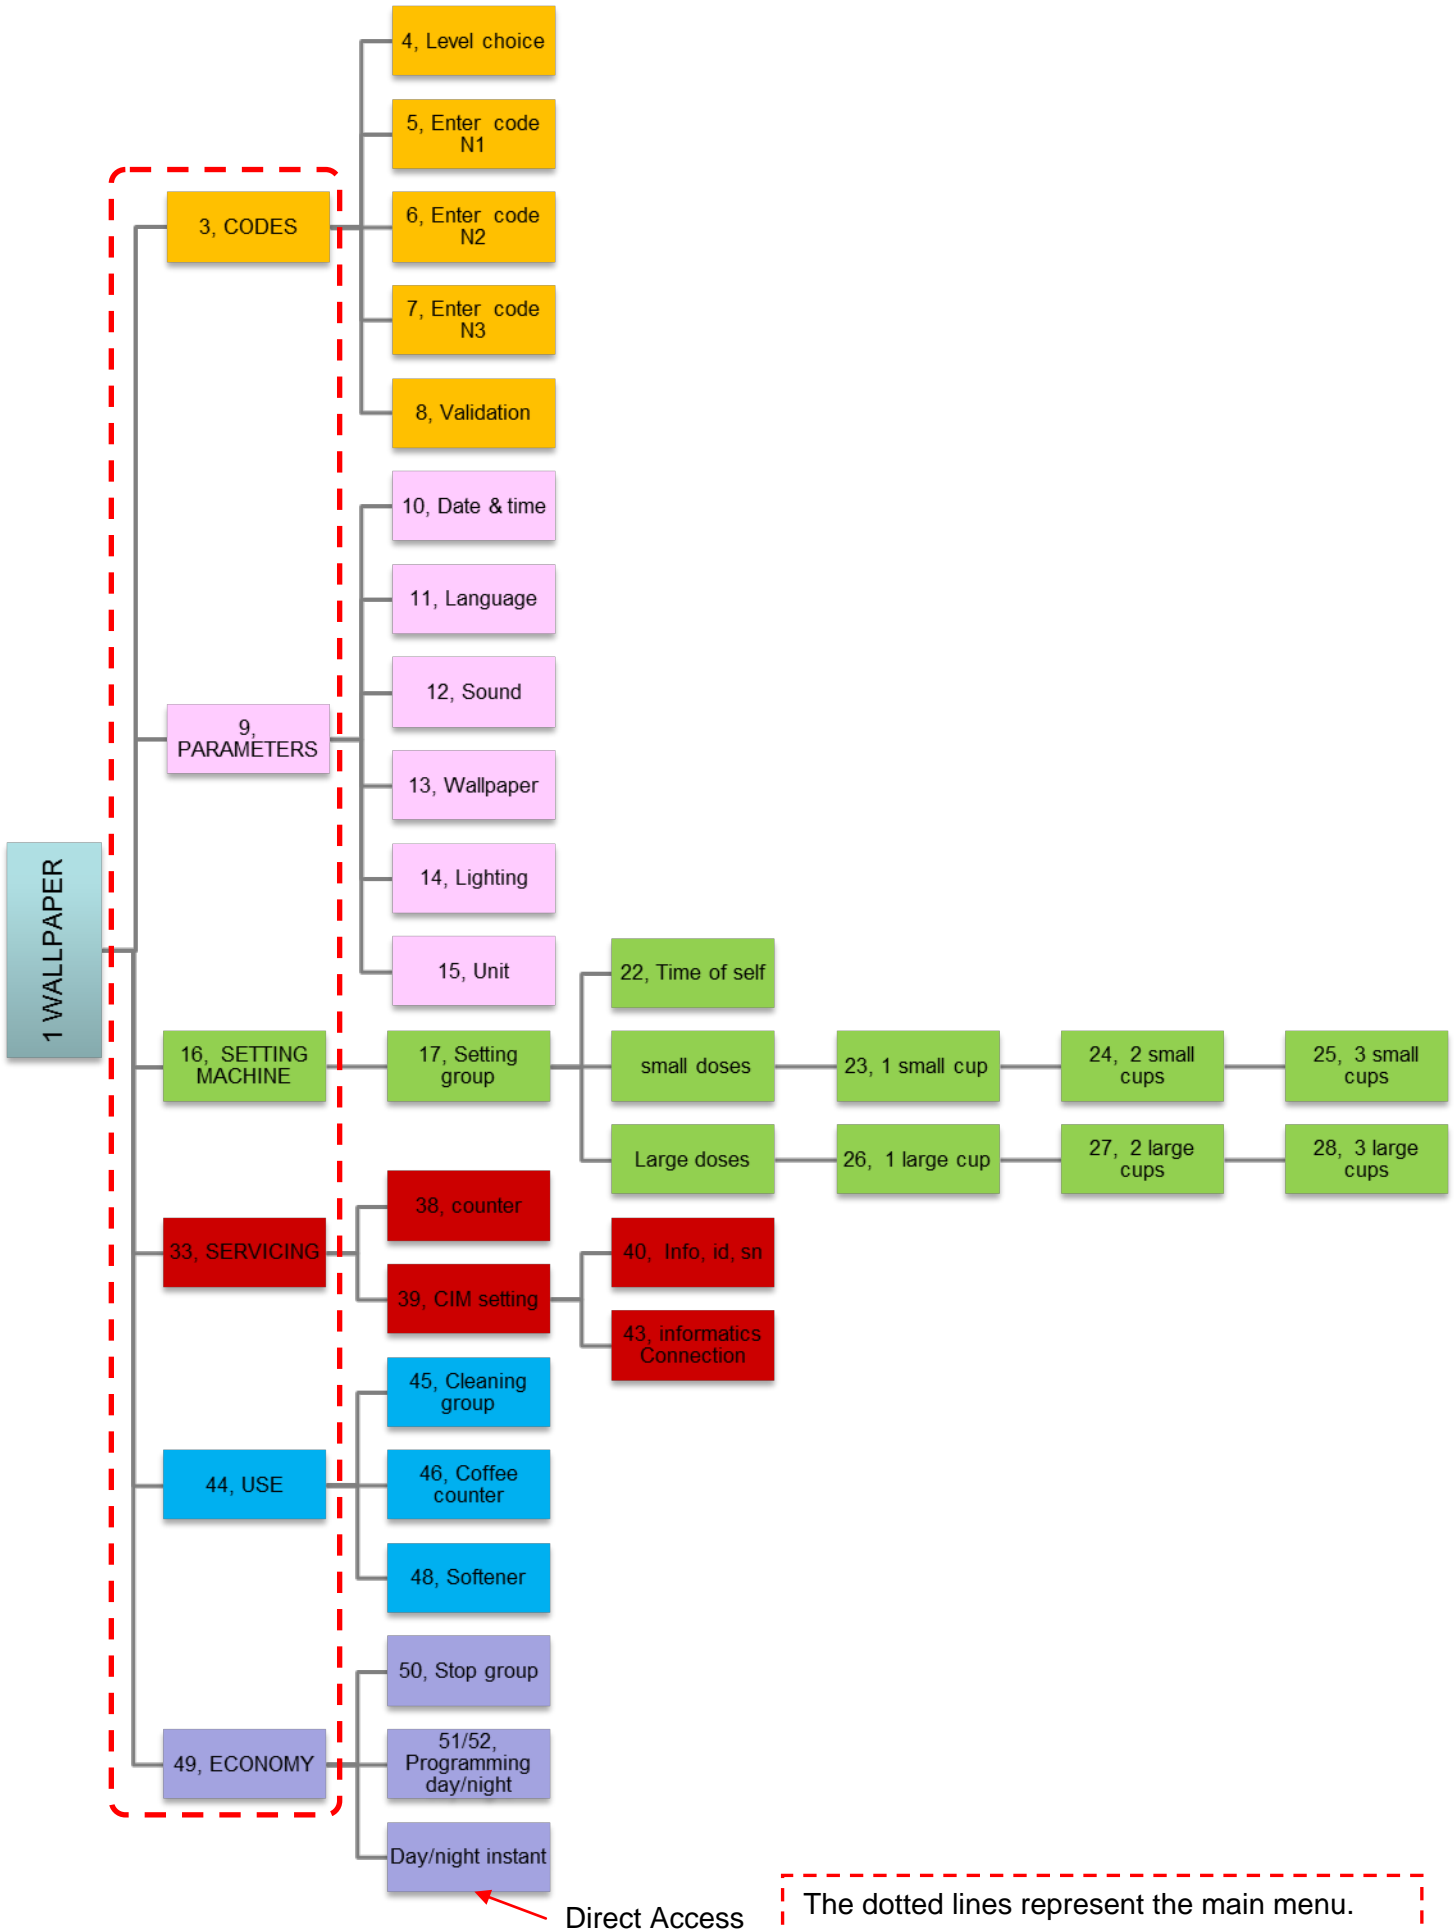 1 WALLPAPER
3, CODES
4, Level choice
5, Enter code
N1
6, Enter code
N2
7, Enter code
N3
8, Validation
9,
PARAMETERS
10, Date & time
11, Language
12, Sound
13, Wallpaper
14, Lighting
15, Unit
16, SETTING
MACHINE
17, Setting
group
22, Time of self
small doses
23, 1 small cup
24, 2 small
cups
25, 3 small
cups
Large doses
26, 1 large cup
27, 2 large
cups
28, 3 large
cups
33, SERVICING
38, counter
39, CIM setting
40, Info, id, sn
43, informatics
Connection
44, USE
45, Cleaning
group
46, Coffee
counter
48, Softener
49, ECONOMY
50, Stop group
51/52,
Programming
day/night
Day/night instant
Direct Access
The dotted lines represent the main menu.